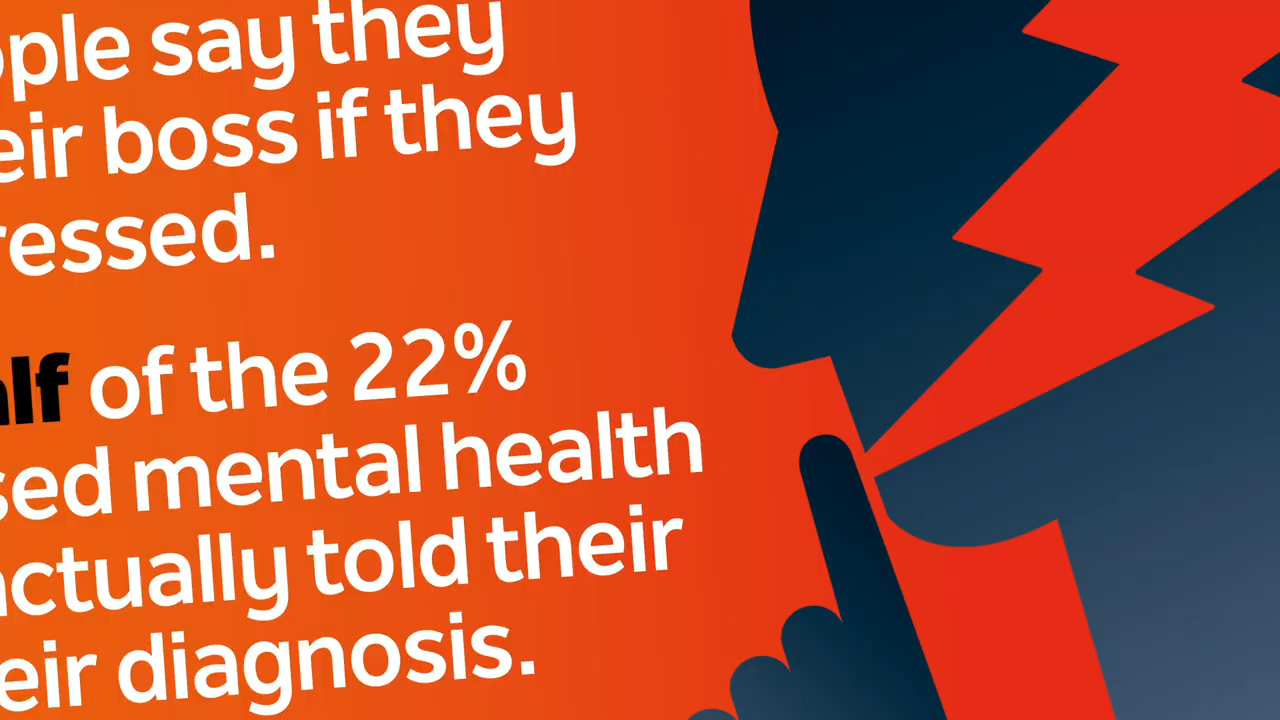 ople say they
eir boss if they
ressed.
alf of the 22%
sed mental health
actually told their
eir diagnosis.